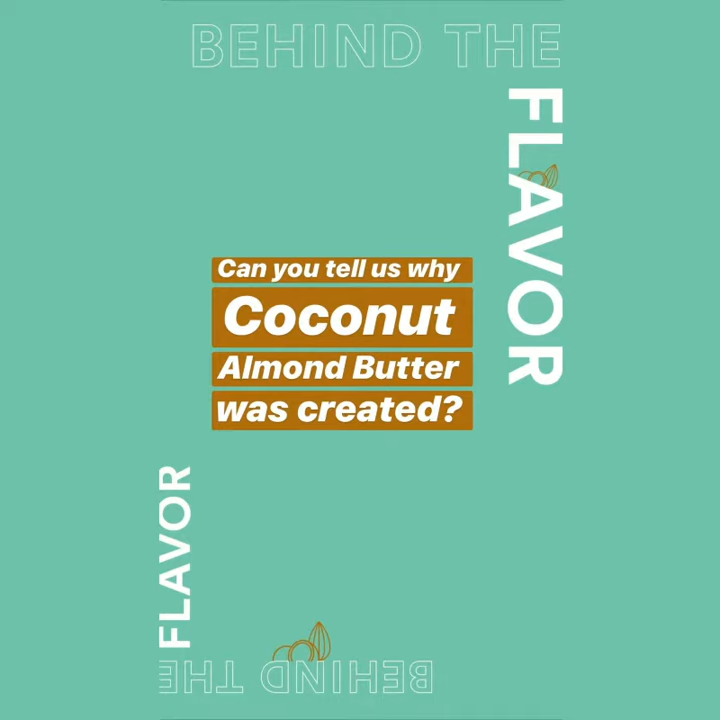 BEHIND THE
FLAVOR
Can you tell us why
Coconut
Almond Butter
was created?
FLAVOR
BEHIND THE